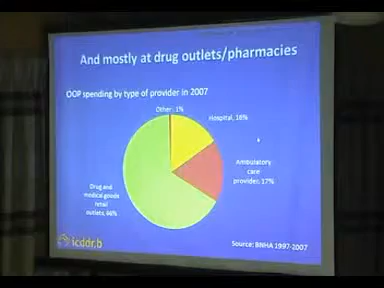 And mostly at drug outlets/pharmacies
OOP spending by type of provider in 2007
Other, 1%
Hospital, 16%
Ambulatory
care
provider, 17%
Drug and
medical goods
retail
outlets, 66%
icddr,b
Source: BNHA 1997-2007